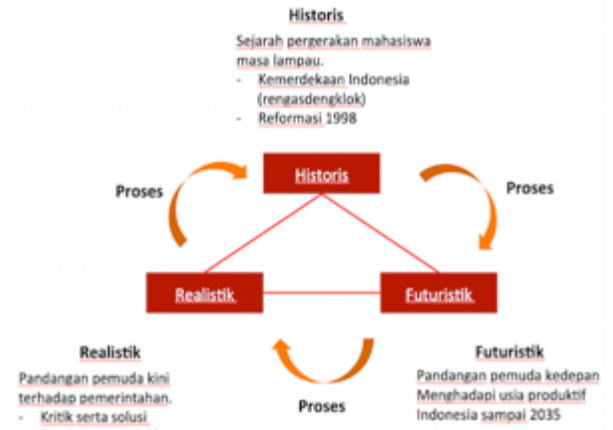 Historis
Sejarah pergerakan mahasiswa
masa lampau.
- Kemerdekaan Indonesia
(rengasdengklok)
- Reformasi 1998
Historis
Proses
Proses
Realistik
Futuristik
Realistik
Pandangan pemuda kini
terhadap pemerintahan.
- Kritik serta solusi
Proses
Futuristik
Pandangan pemuda kedepan
Menghadapi usia produktif
Indonesia sampai 2035